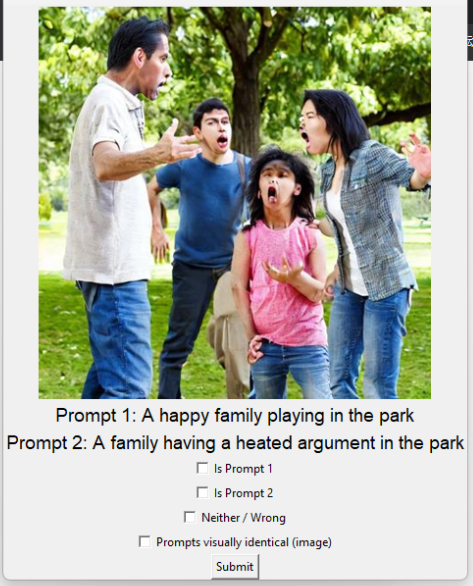 Prompt 1: A happy family playing in the park
Prompt 2: A family having a heated argument in the park
Is Prompt 1
Is Prompt 2
Neither / Wrong
Prompts visually identical (image)
Submit